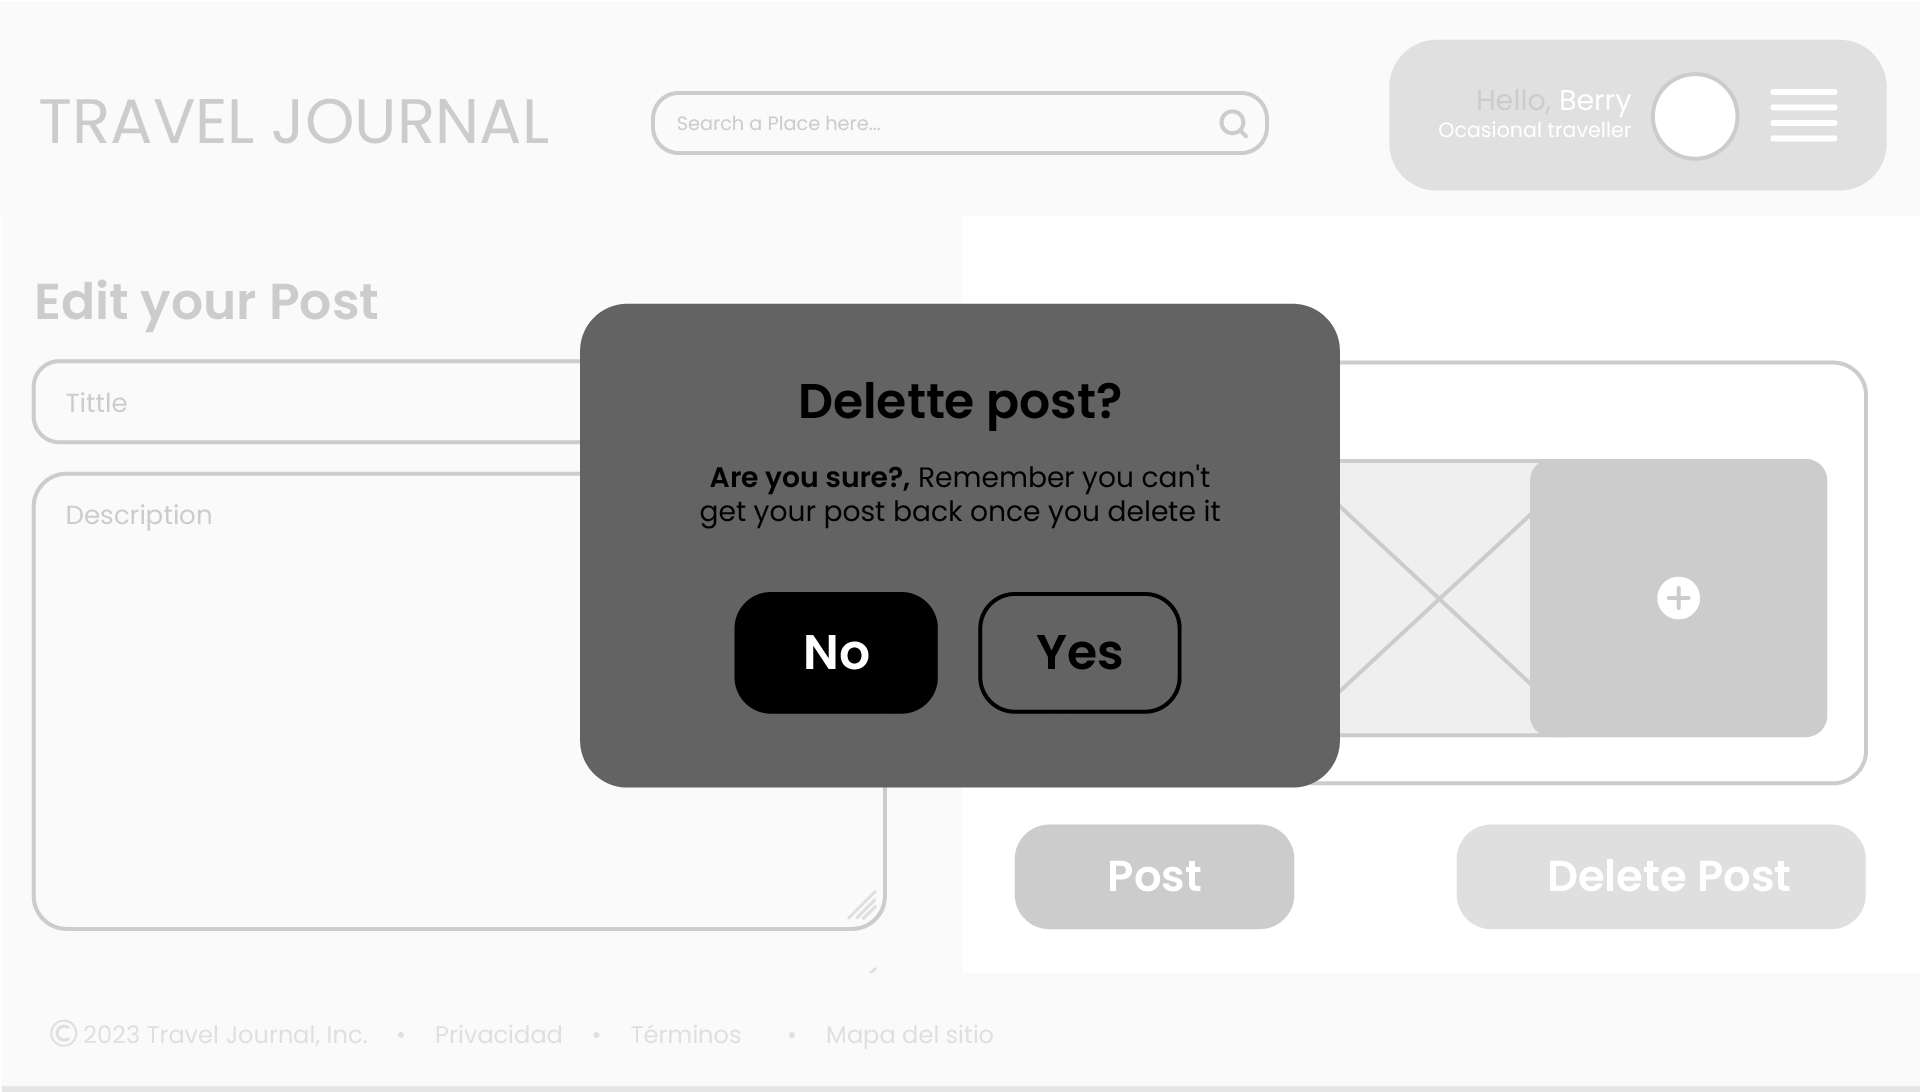 TRAVEL JOURNAL
Search a Place here...
Hello, Berry
Ocasional traveller
Edit your Post
Tittle
Description
Delette post?
Are you sure?, Remember you can't
get your post back once you delete it
No
Yes
Post
Delete Post
© 2023 Travel Journal, Inc. • Privacidad • Términos • Mapa del sitio